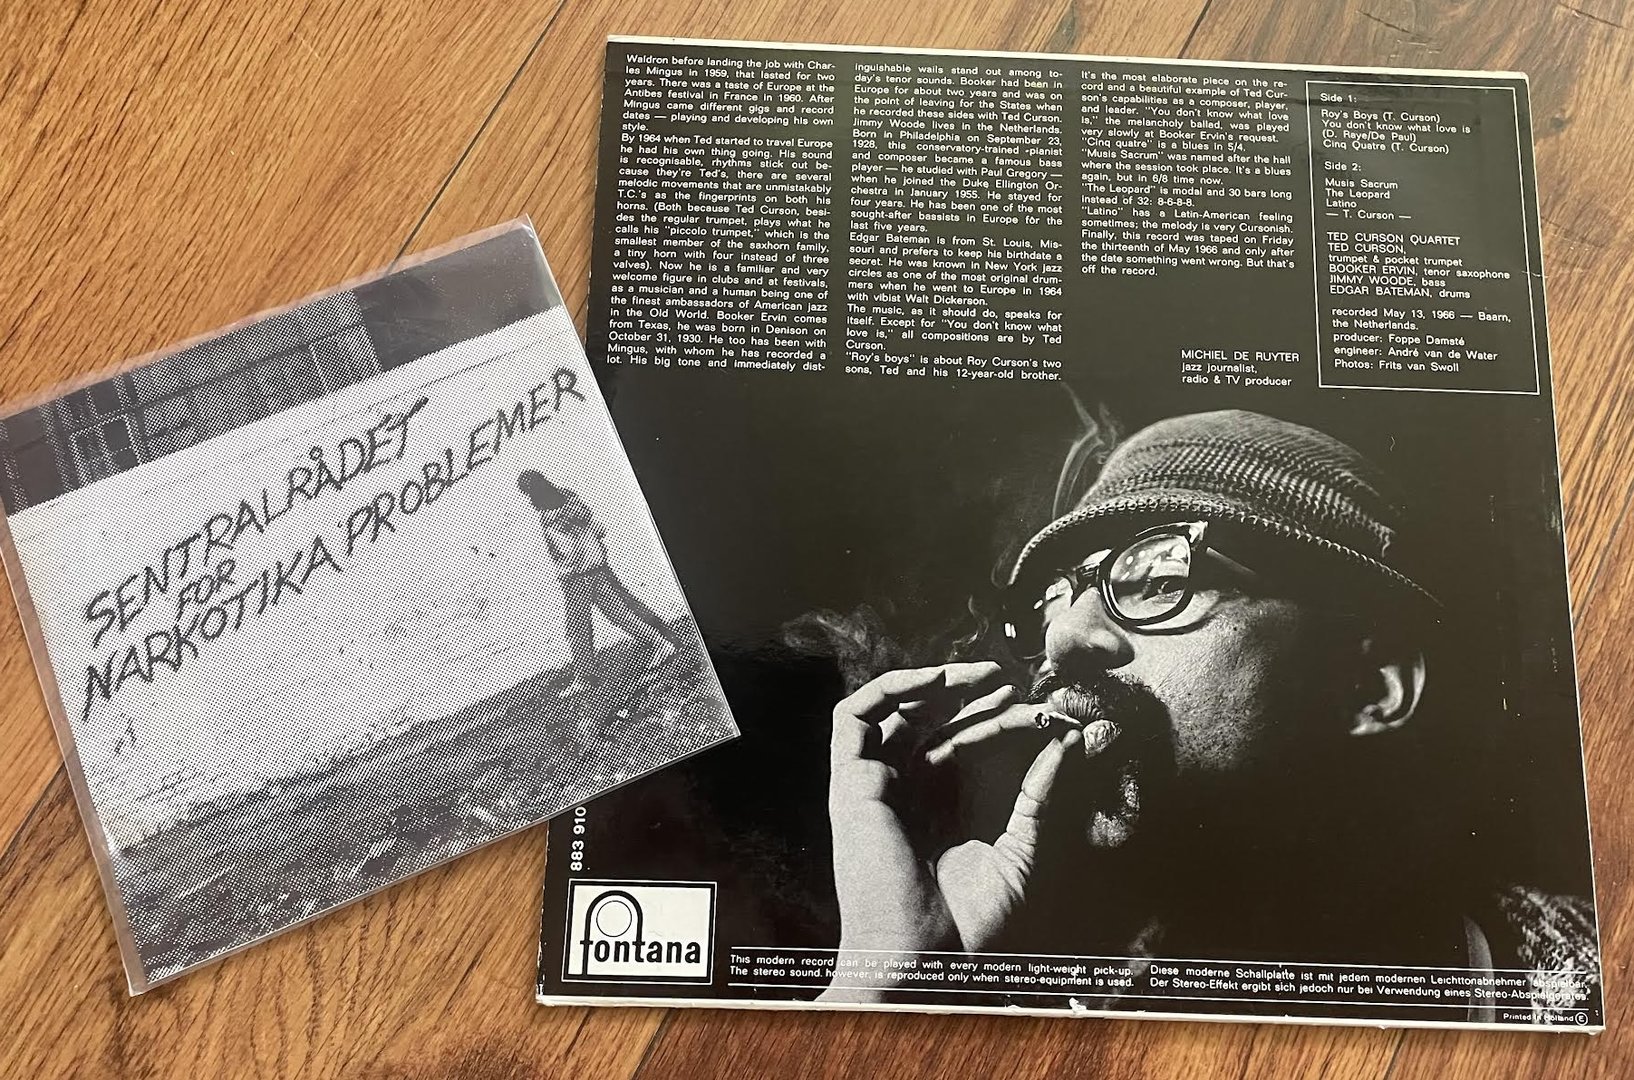 SENTRALRÅDET
FOR
NARKOTIKA PROBLEMER
Waldron before landing the job with Char-
les Mingus in 1959, that lasted for two
years. There was a taste of Europe at the
Antibes festival in France in 1960. After
Mingus came different gigs and record
dates — playing and developing his own
style.
By 1964 when Ted started to travel Europe
he had his own thing going. His sound
is recognisable, rhythms stick out be-
cause they're Ted's, there are several
melodic movements that are unmistakably
T.C.'s as the fingerprints on both his
horns. (Both because Ted Curson, besi-
des the regular trumpet, plays what he
calls his "piccolo trumpet," which is the
smallest member of the saxhorn family,
a tiny horn with four instead of three
valves). Now he is a familiar and very
welcome figure in clubs and at festivals,
as a musician and a human being one of
the finest ambassadors of American jazz
in the Old World. Booker Ervin comes
from Texas, he was born in Denison on
October 31, 1930. He too has been with
Mingus, with whom he has recorded a
lot. His big tone and immediately dist-
inguishable wails stand out among to-
day's tenor sounds. Booker had been in
Europe for about two years and was on
the point of leaving for the States when
he recorded these sides with Ted Curson.
Jimmy Woode lives in the Netherlands.
Born in Philadelphia on September 23,
1928, this conservatory-trained -pianist
and composer became a famous bass
player — he studied with Paul Gregory —
when he joined the Duke Ellington Or-
chestra in January 1955. He stayed for
four years. He has been one of the most
sought-after bassists in Europe for the
last five years.
Edgar Bateman is from St. Louis, Mis-
souri and prefers to keep his birthdate a
secret. He was known in New York jazz
circles as one of the most original drum-
mers when he went to Europe in 1964
with vibist Walt Dickerson.
The music, as it should do, speaks for
itself. Except for "You don't know what
love is," all compositions are by Ted
Curson.
"Roy's boys" is about Roy Curson's two
sons, Ted and his 12-year-old brother.
It's the most elaborate piece on the re-
cord and a beautiful example of Ted Cur-
son's capabilities as a composer, player,
and leader. "You don't know what love
is," the melancholy ballad, was played
very slowly at Booker Ervin's request.
"Cinq quatre" is a blues in 5/4.
"Musis Sacrum" was named after the hall
where the session took place. It's a blues
again, but in 6/8 time now.
"The Leopard" is modal and 30 bars long
instead of 32: 8-6-8-8.
"Latino" has a Latin-American feeling
sometimes; the melody is very Cursonish.
Finally, this record was taped on Friday
the thirteenth of May 1966 and only after
the date something went wrong. But that's
off the record.
MICHIEL DE RUYTER
jazz journalist,
radio & TV producer
Side 1:
Roy's Boys (T. Curson)
You don't know what love is
(D. Raye/De Paul)
Cinq Quatre (T. Curson)
Side 2:
Musis Sacrum
The Leopard
Latino
— T. Curson —
TED CURSON QUARTET
TED CURSON,
trumpet & pocket trumpet
BOOKER ERVIN, tenor saxophone
JIMMY WOODE, bass
EDGAR BATEMAN, drums
recorded May 13, 1966 — Baarn,
the Netherlands.
producer: Foppe Damsté
engineer: André van de Water
Photos: Frits van Swoll
883 910
fontana
This modern record can be played with every modern light-weight pick-up.
The stereo sound, however, is reproduced only when stereo-equipment is used.
Diese moderne Schallplatte ist mit jedem modernen Leichttonabnehmer abspielbar.
Der Stereo-Effekt ergibt sich jedoch nur bei Verwendung eines Stereo-Abspielgerätes.
Printed in Holland Ⓔ